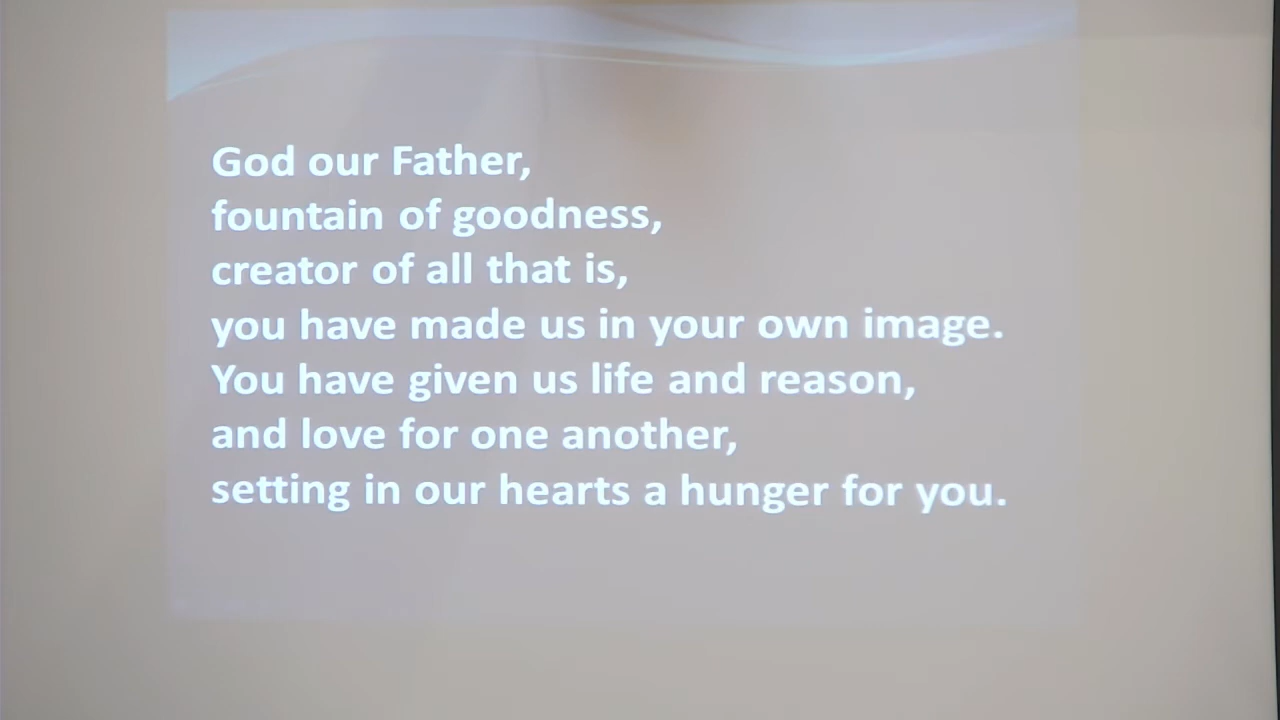 God our Father,
fountain of goodness,
creator of all that is,
you have made us in your own image.
You have given us life and reason,
and love for one another,
setting in our hearts a hunger for you.